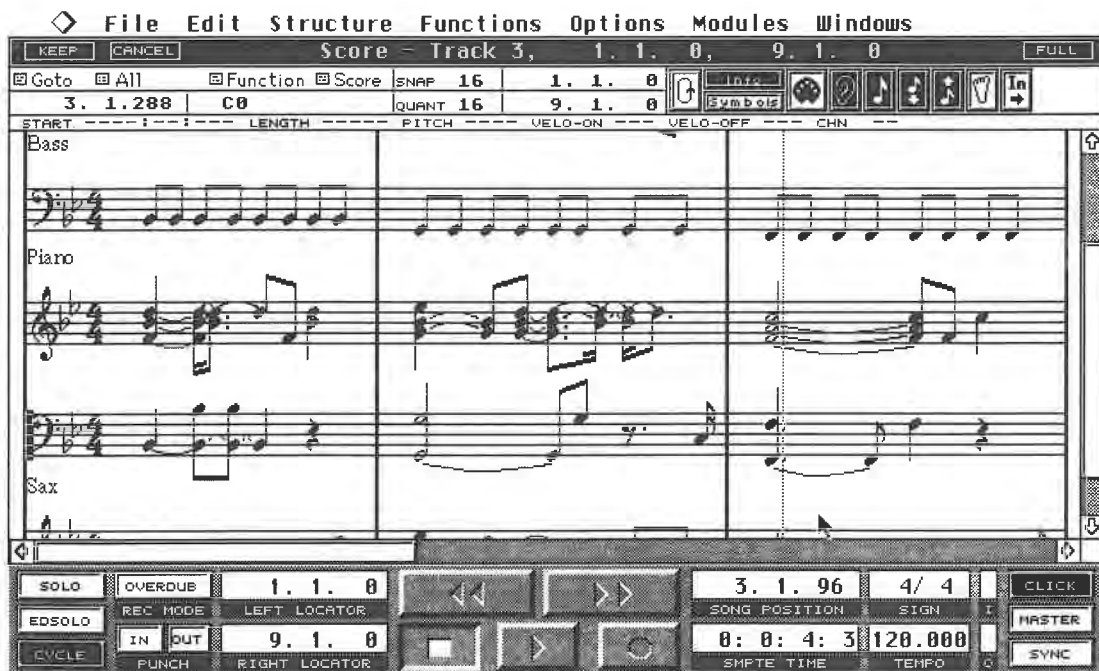 File Edit Structure Functions Options Modules Windows
KEEP CANCEL Score - Track 3, 1. 1. 0, 9. 1. 0 FULL
Goto All Function Score SNAP 16 1. 1. 0 Info
3. 1.288 C0 QUANT 16 9. 1. 0 Symbols In
START ----:--:---- LENGTH ----- PITCH ---- VELO-ON --- VELO-OFF --- CHN --
Bass
Piano
Sax
SOLO OVERDUB 1. 1. 0 3. 1. 96 4/ 4 CLICK
REC MODE LEFT LOCATOR SONG POSITION SIGN
EDSOLO MASTER
IN OUT 9. 1. 0 0: 0: 4: 3 120.000
CYCLE PUNCH RIGHT LOCATOR SMPTE TIME TEMPO SYNC